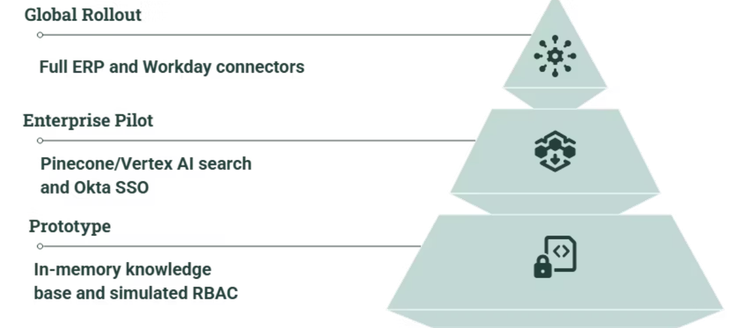 Global Rollout
Full ERP and Workday connectors
Enterprise Pilot
Pinecone/Vertex AI search
and Okta SSO
Prototype
In-memory knowledge
base and simulated RBAC